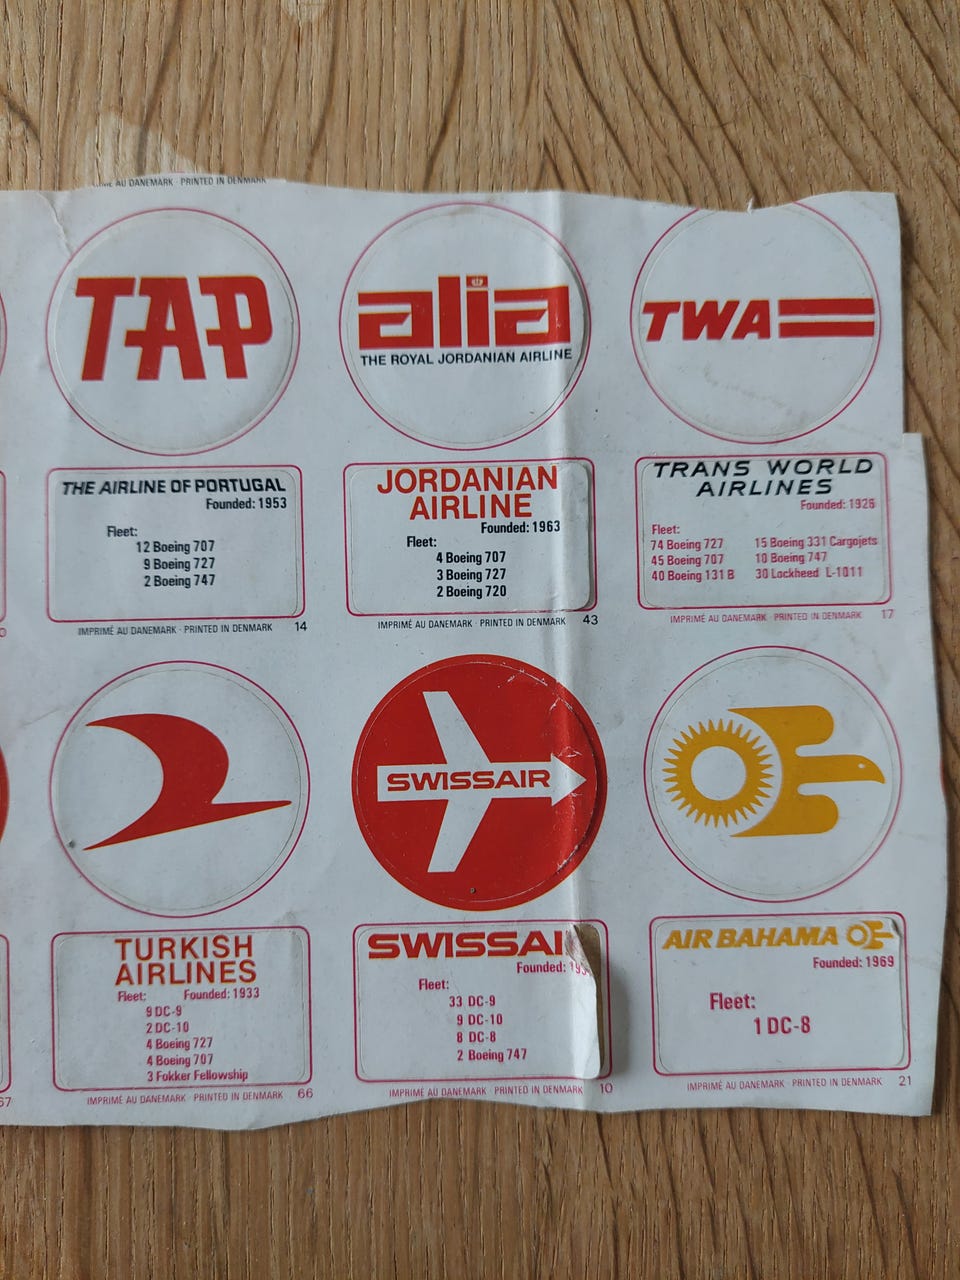 IMPRIMÉ AU DANEMARK · PRINTED IN DENMARK
TAP
alia
THE ROYAL JORDANIAN AIRLINE
TWA
THE AIRLINE OF PORTUGAL
Founded: 1953
Fleet:
12 Boeing 707
9 Boeing 727
2 Boeing 747
IMPRIMÉ AU DANEMARK · PRINTED IN DENMARK 14
JORDANIAN
AIRLINE
Founded: 1963
Fleet:
4 Boeing 707
3 Boeing 727
2 Boeing 720
IMPRIMÉ AU DANEMARK · PRINTED IN DENMARK 43
TRANS WORLD
AIRLINES
Founded: 1926
Fleet:
74 Boeing 727 15 Boeing 331 Cargojets
45 Boeing 707 10 Boeing 747
40 Boeing 131 B 30 Lockheed L-1011
IMPRIMÉ AU DANEMARK · PRINTED IN DENMARK 17
SWISSAIR
TURKISH
AIRLINES
Fleet: Founded: 1933
9 DC-9
2 DC-10
4 Boeing 727
4 Boeing 707
3 Fokker Fellowship
IMPRIMÉ AU DANEMARK · PRINTED IN DENMARK 66
67
SWISSAI
Founded: 193
Fleet:
33 DC-9
9 DC-10
8 DC-8
2 Boeing 747
IMPRIMÉ AU DANEMARK · PRINTED IN DENMARK 10
AIR BAHAMA
Founded: 1969
Fleet:
1 DC-8
IMPRIMÉ AU DANEMARK · PRINTED IN DENMARK 21